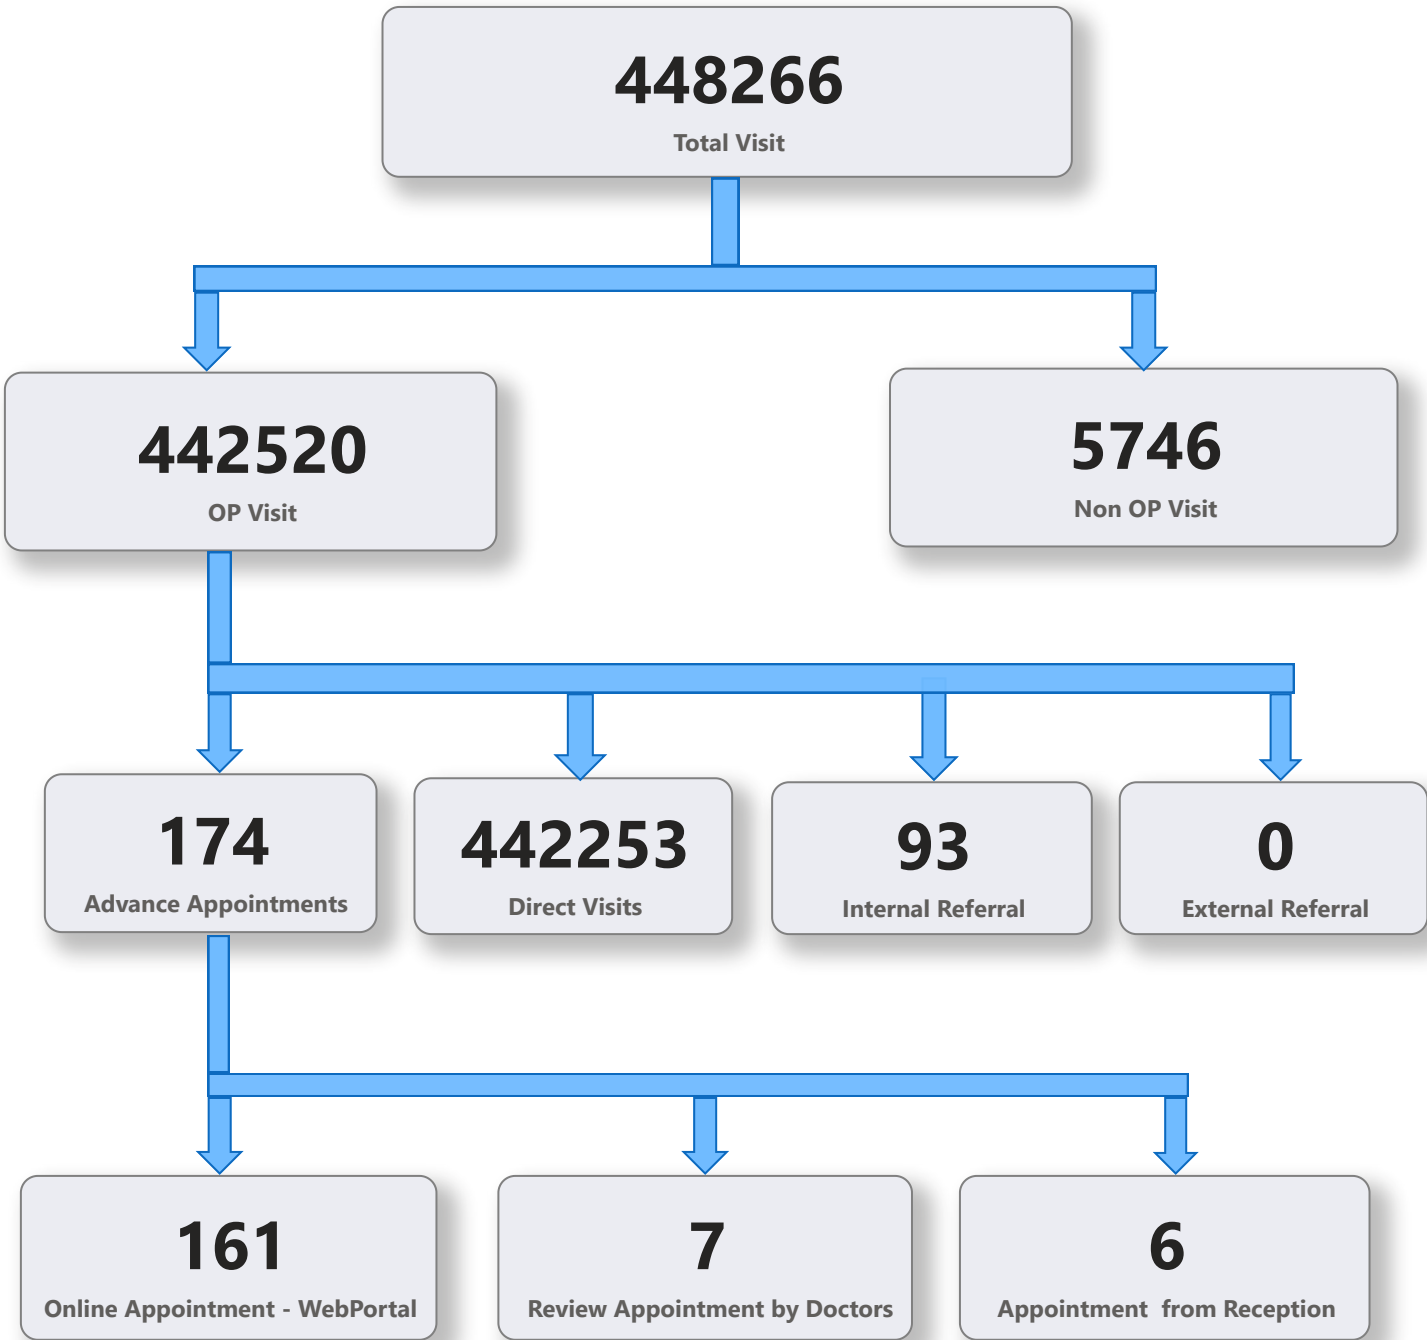 448266
Total Visit
442520
OP Visit
5746
Non OP Visit
174
Advance Appointments
442253
Direct Visits
93
Internal Referral
0
External Referral
161
Online Appointment - WebPortal
7
Review Appointment by Doctors
6
Appointment  from Reception